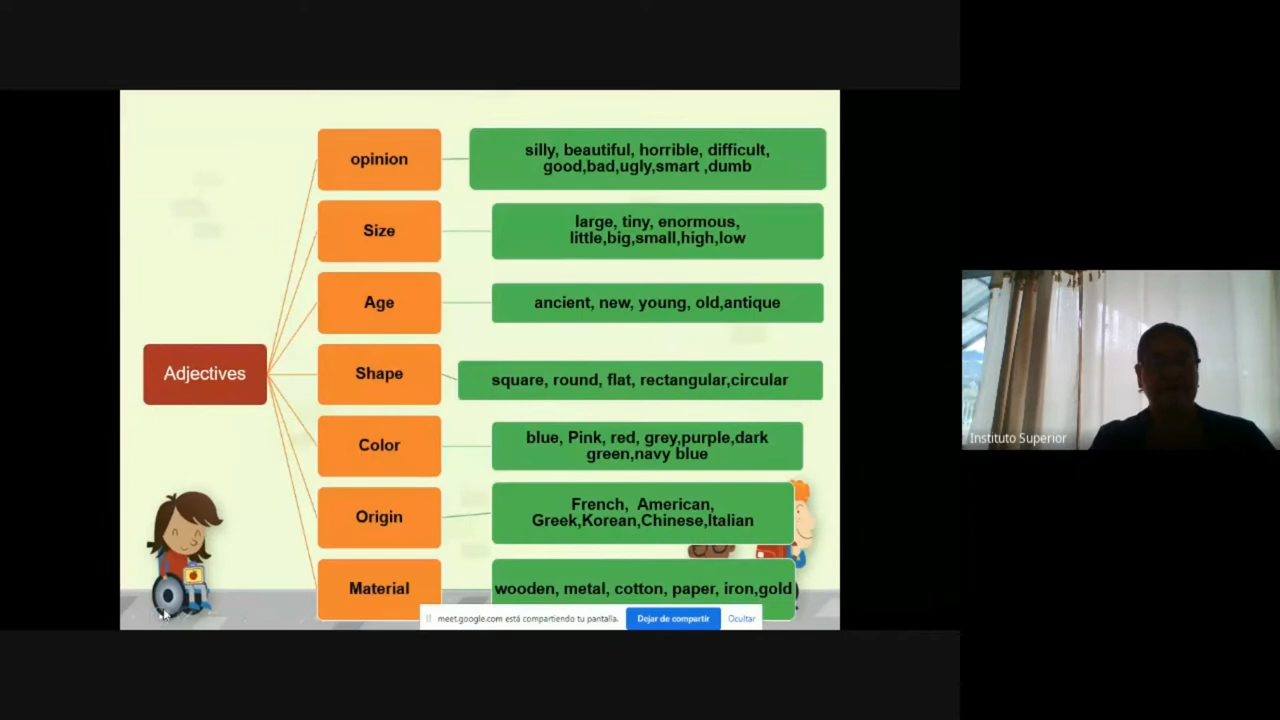 opinion
silly, beautiful, horrible, difficult,
good,bad,ugly,smart ,dumb
Size
large, tiny, enormous,
little,big,small,high,low
Age
ancient, new, young, old,antique
Adjectives
Shape
square, round, flat, rectangular,circular
Color
blue, Pink, red, grey,purple,dark
green,navy blue
Origin
French, American,
Greek,Korean,Chinese,Italian
Material
wooden, metal, cotton, paper, iron,gold
meet.google.com está compartiendo tu pantalla.
Dejar de compartir
Ocultar
Instituto Superior